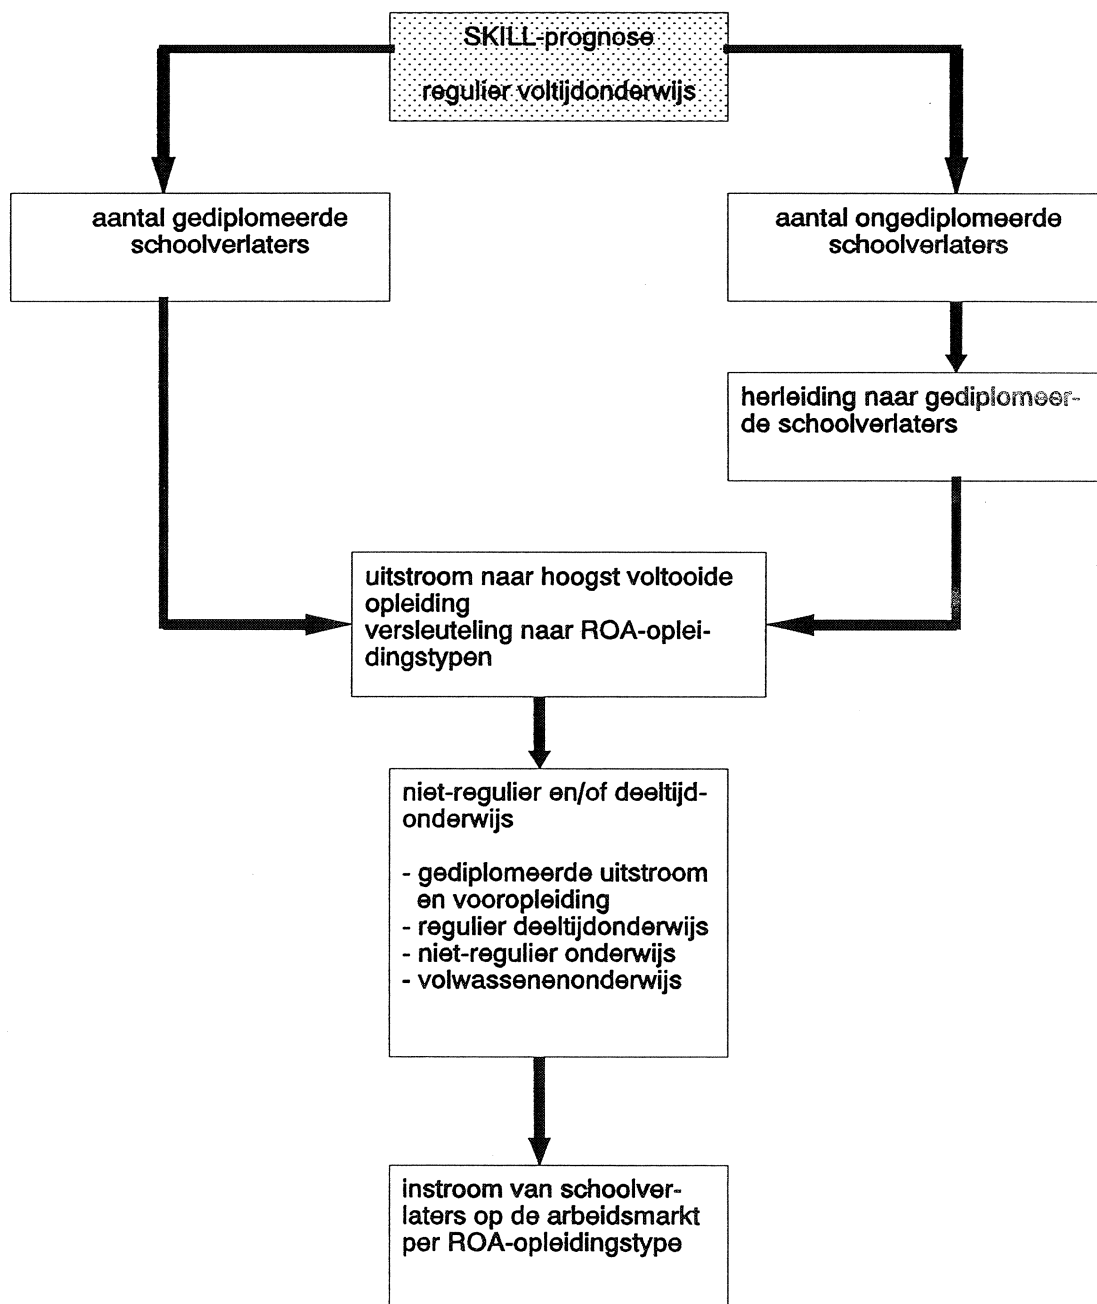 SKILL-prognose
regulier voltijdonderwijs
aantal gediplomeerde
schoolverlaters
aantal ongediplomeerde
schoolverlaters
herleiding naar gediplomeer-
de schoolverlaters
uitstroom naar hoogst voltooide
opleiding
versleuteling naar ROA-oplei-
dingstypen
niet-regulier en/of deeltijd-
onderwijs
- gediplomeerde uitstroom
en vooropleiding
- regulier deeltijdonderwijs
- niet-regulier onderwijs
- volwassenenonderwijs
instroom van schoolver-
laters op de arbeidsmarkt
per ROA-opleidingstype